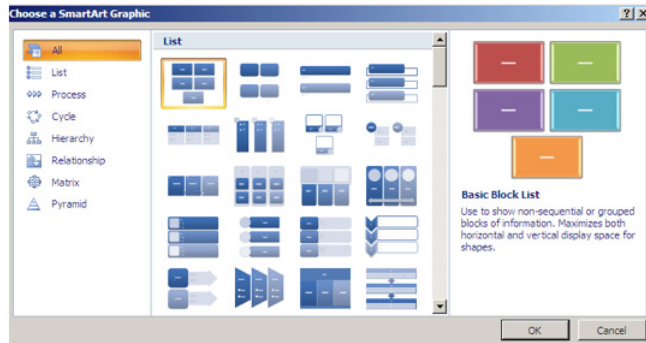 Choose a SmartArt Graphic
All
List
Process
Cycle
Hierarchy
Relationship
Matrix
Pyramid
List
Basic Block List
Use to show non-sequential or grouped
blocks of information. Maximizes both
horizontal and vertical display space for
shapes.
OK
Cancel